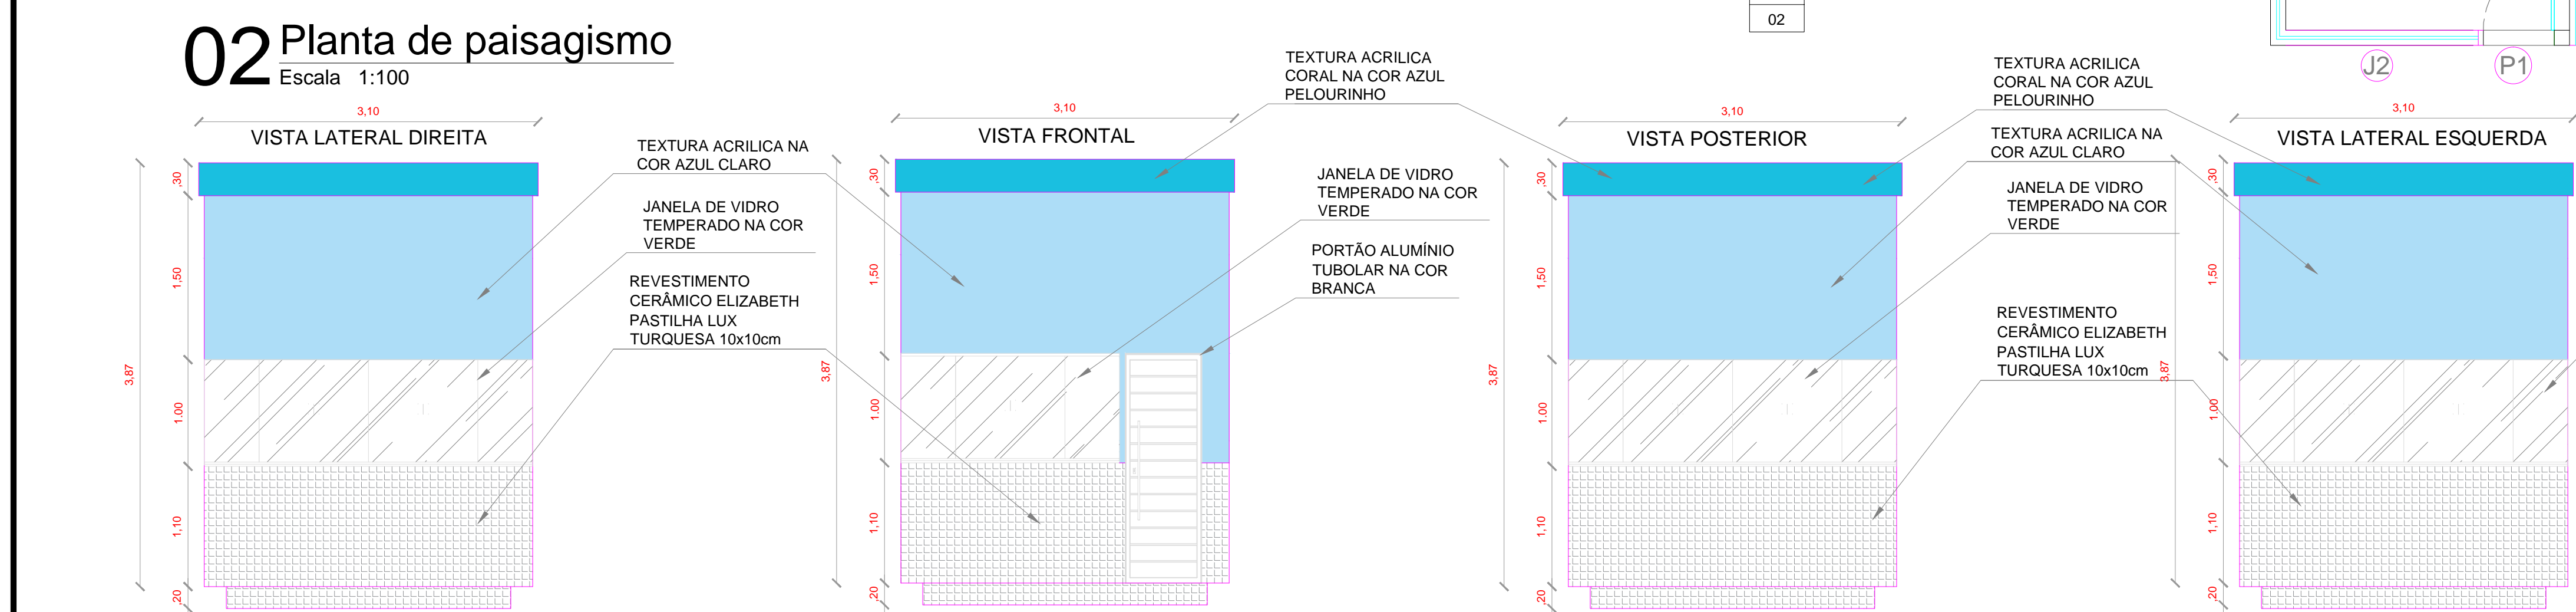 02
Planta de paisagismo
Escala 1:100
02
J2
P1
3,10
VISTA LATERAL DIREITA
,30
1,50
1.00
1,10
,20
3,87
TEXTURA ACRILICA NA
COR AZUL CLARO
JANELA DE VIDRO
TEMPERADO NA COR
VERDE
REVESTIMENTO
CERÂMICO ELIZABETH
PASTILHA LUX
TURQUESA 10x10cm
3,10
VISTA FRONTAL
,30
1,50
1.00
1,10
,20
3,87
TEXTURA ACRILICA
CORAL NA COR AZUL
PELOURINHO
JANELA DE VIDRO
TEMPERADO NA COR
VERDE
PORTÃO ALUMÍNIO
TUBOLAR NA COR
BRANCA
3,10
VISTA POSTERIOR
,30
1,50
1.00
1,10
,20
3,87
TEXTURA ACRILICA
CORAL NA COR AZUL
PELOURINHO
TEXTURA ACRILICA NA
COR AZUL CLARO
JANELA DE VIDRO
TEMPERADO NA COR
VERDE
REVESTIMENTO
CERÂMICO ELIZABETH
PASTILHA LUX
TURQUESA 10x10cm
3,10
VISTA LATERAL ESQUERDA
,30
1,50
1.00
1,10
,20
3,87